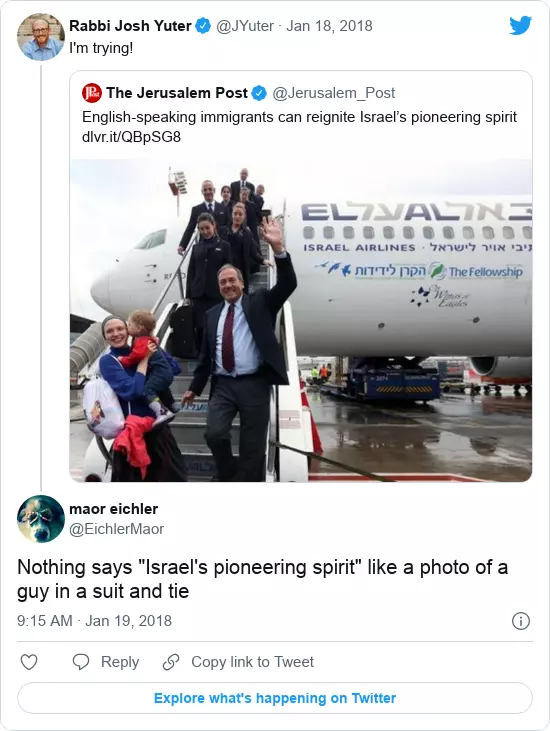 Rabbi Josh Yuter @JYuter · Jan 18, 2018
I'm trying!
The Jerusalem Post @Jerusalem_Post
English-speaking immigrants can reignite Israel’s pioneering spirit
dlvr.it/QBpSG8
EL AL אל על
ISRAEL AIRLINES · נתיבי אויר לישראל
הקרן לידידות The Fellowship
On Wings of
Eagles
maor eichler
@EichlerMaor
Nothing says "Israel's pioneering spirit" like a photo of a
guy in a suit and tie
9:15 AM · Jan 19, 2018
Reply
Copy link to Tweet
Explore what's happening on Twitter